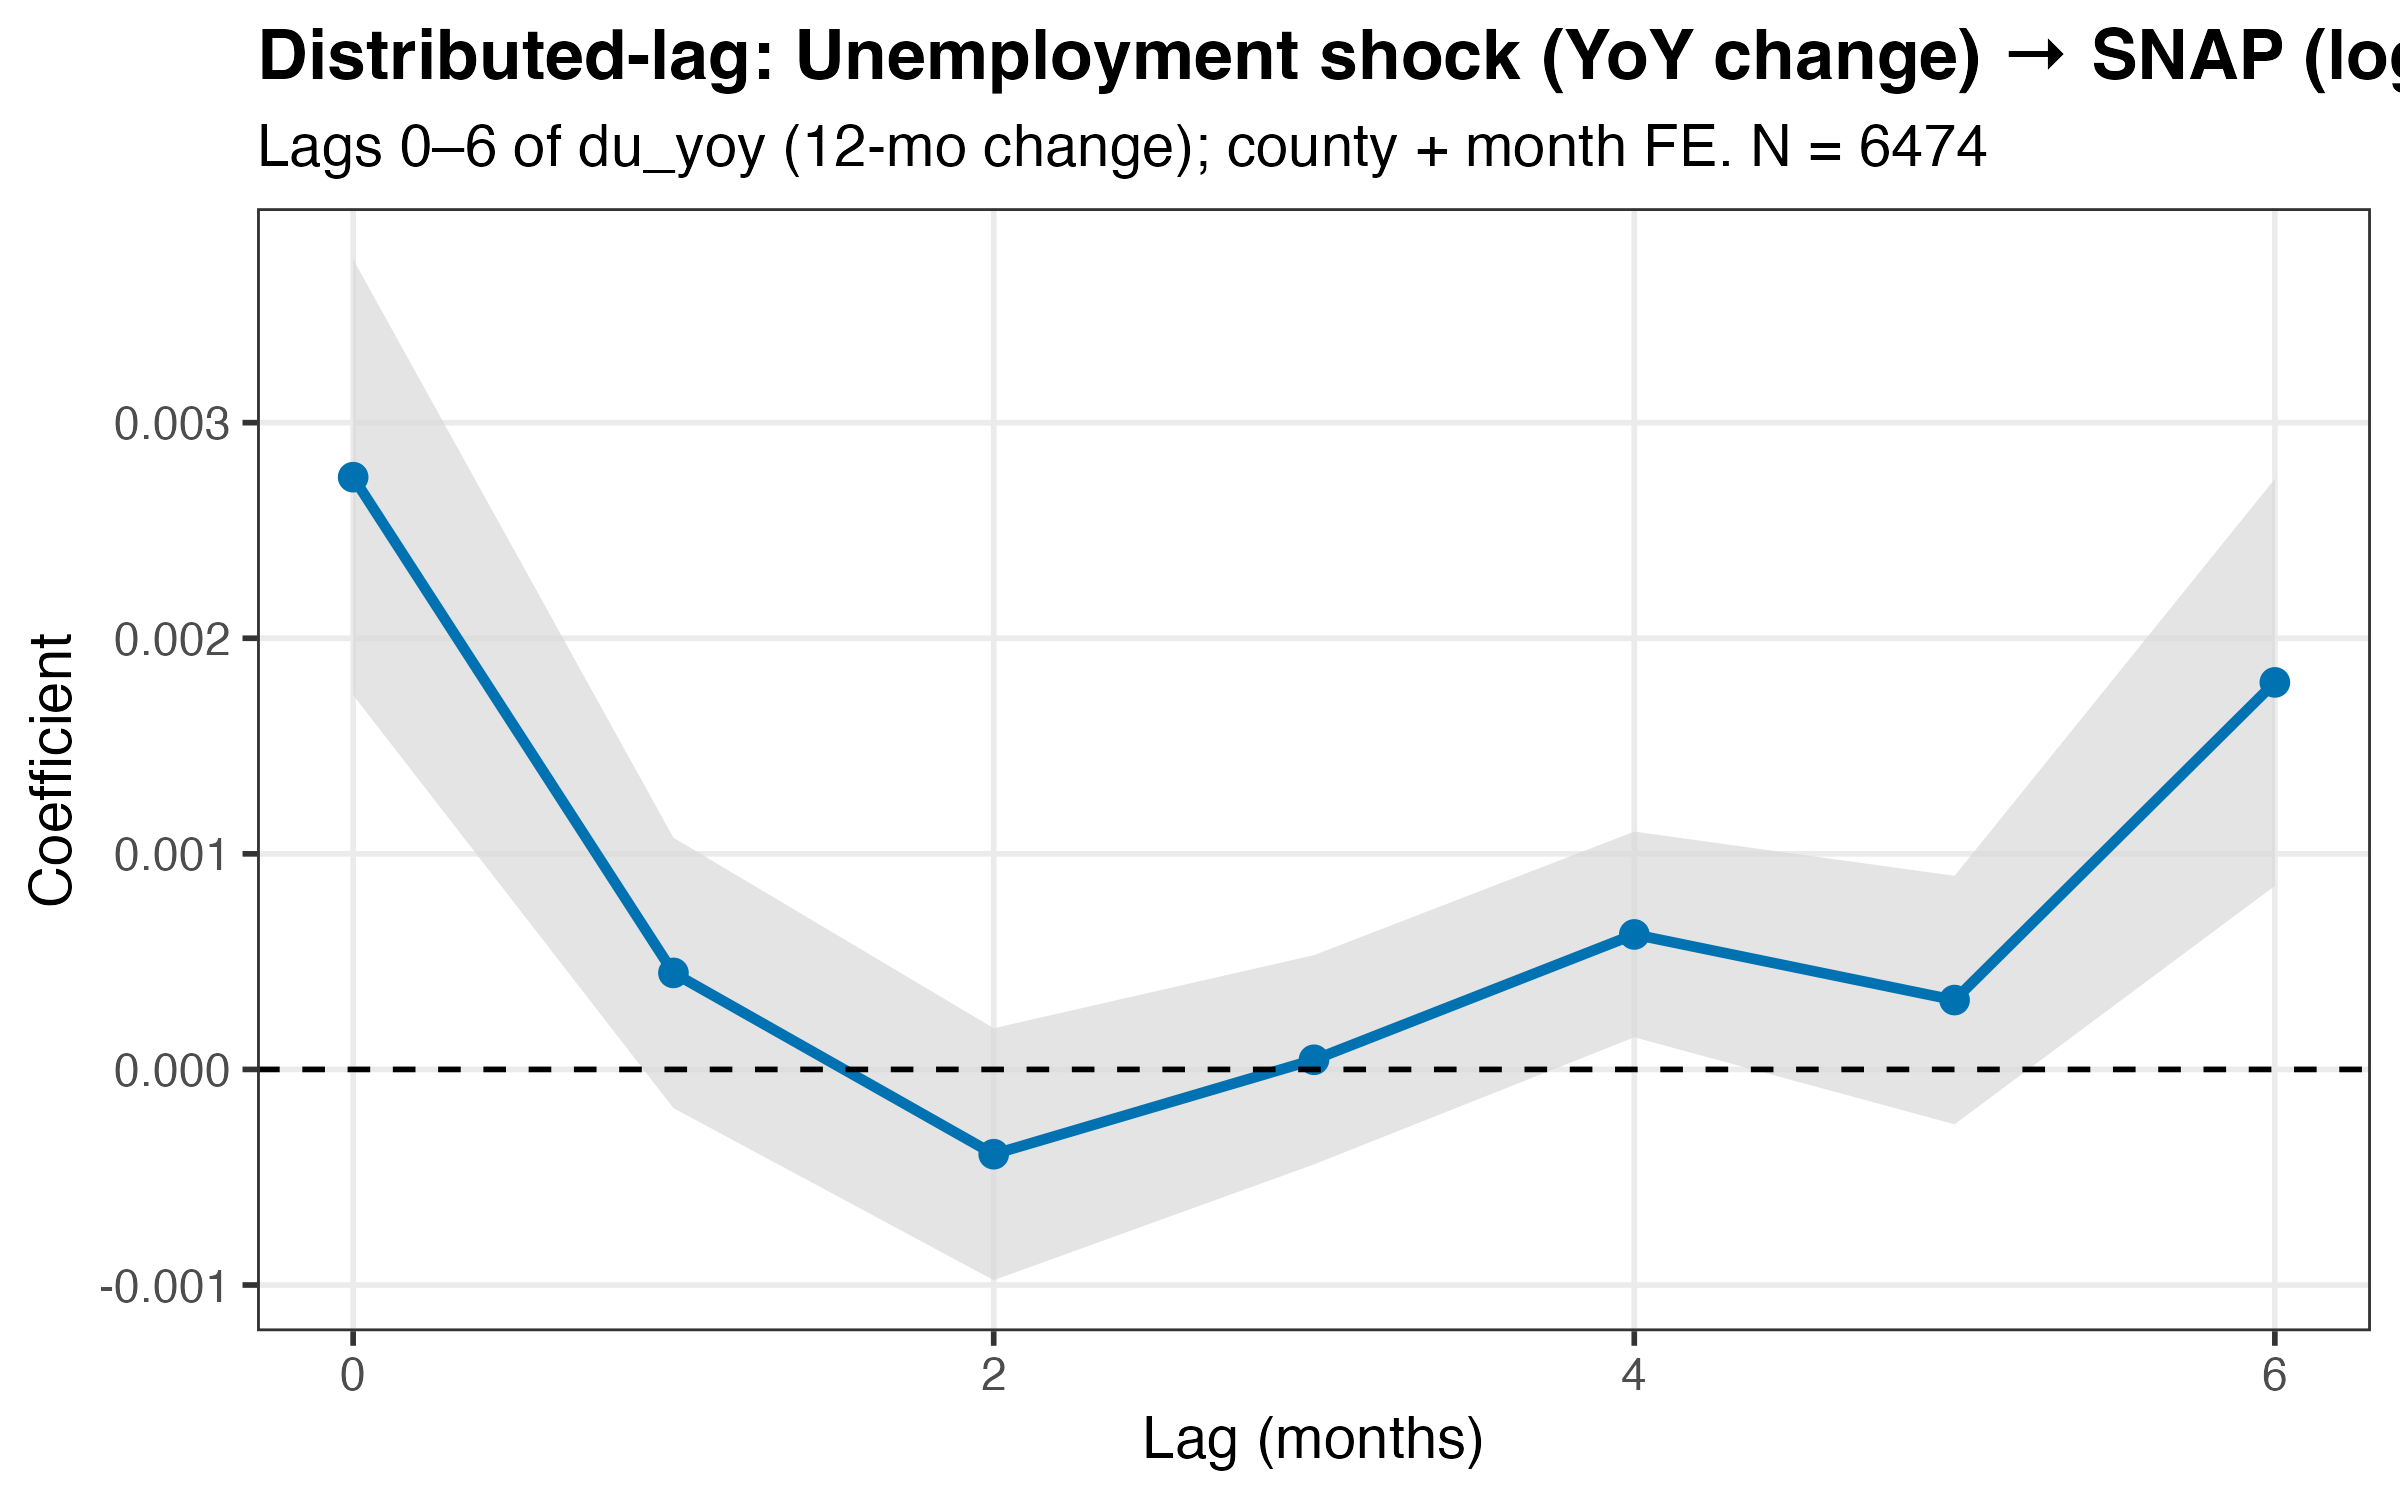 Distributed-lag: Unemployment shock (YoY change) → SNAP (log
Lags 0–6 of du_yoy (12-mo change); county + month FE. N = 6474
Coefficient
0.003
0.002
0.001
0.000
-0.001
0
2
4
6
Lag (months)